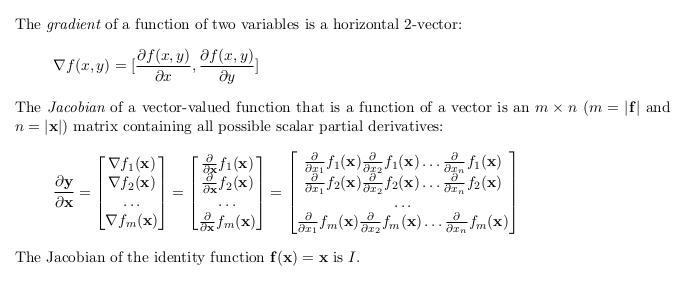 The gradient of a function of two variables is a horizontal 2-vector:
∇f(x, y) = [∂f(x, y)/∂x, ∂f(x, y)/∂y]
The Jacobian of a vector-valued function that is a function of a vector is an m × n (m = |𝐟| and
n = |𝐱|) matrix containing all possible scalar partial derivatives:
∂𝐲/∂𝐱 = [∇f₁(𝐱) ∇f₂(𝐱) ... ∇fₘ(𝐱)] = [∂/∂𝐱 f₁(𝐱) ∂/∂𝐱 f₂(𝐱) ... ∂/∂𝐱 fₘ(𝐱)] = [∂/∂x₁ f₁(𝐱) ∂/∂x₂ f₁(𝐱) ... ∂/∂xₙ f₁(𝐱) ∂/∂x₁ f₂(𝐱) ∂/∂x₂ f₂(𝐱) ... ∂/∂xₙ f₂(𝐱) ... ∂/∂x₁ fₘ(𝐱) ∂/∂x₂ fₘ(𝐱) ... ∂/∂xₙ fₘ(𝐱)]
The Jacobian of the identity function 𝐟(𝐱) = 𝐱 is I.